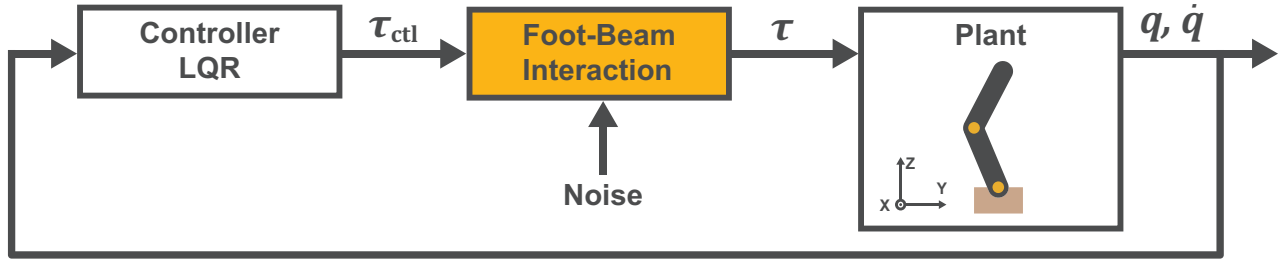 Controller
LQR
τctl
Foot-Beam
Interaction
τ
Plant
q, q̇
Noise
Z
Y
X